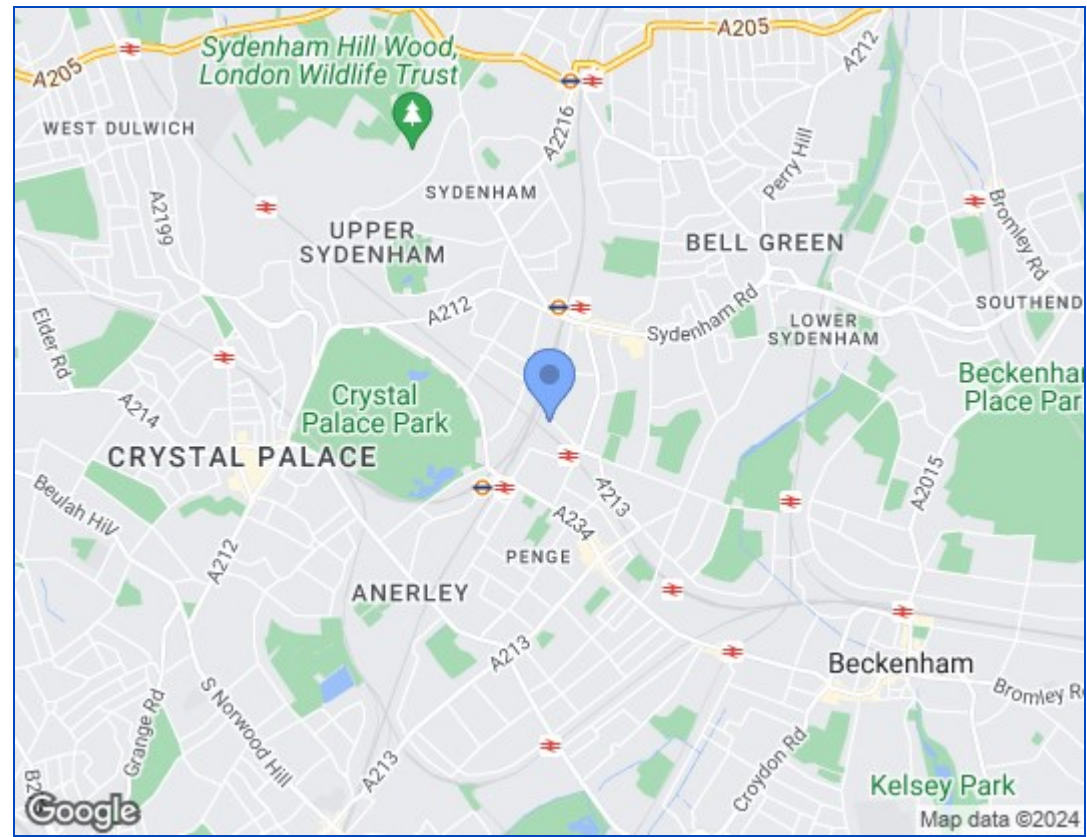 A205
A205
Sydenham Hill Wood,
London Wildlife Trust
A212
WEST DULWICH
A2216
Perry Hill
SYDENHAM
A2199
Bromley Rd
UPPER
SYDENHAM
BELL GREEN
A212
Sydenham Rd
SOUTHEND
LOWER
SYDENHAM
Elder Rd
Crystal
Palace Park
Beckenha
Place Par
A214
CRYSTAL PALACE
A2015
Beulah Hil
A213
A234
A212
PENGE
ANERLEY
A213
Beckenham
Bromley R
S Norwood Hill
Grange Rd
Croydon Rd
A213
Kelsey Park
Google
Map data ©2024